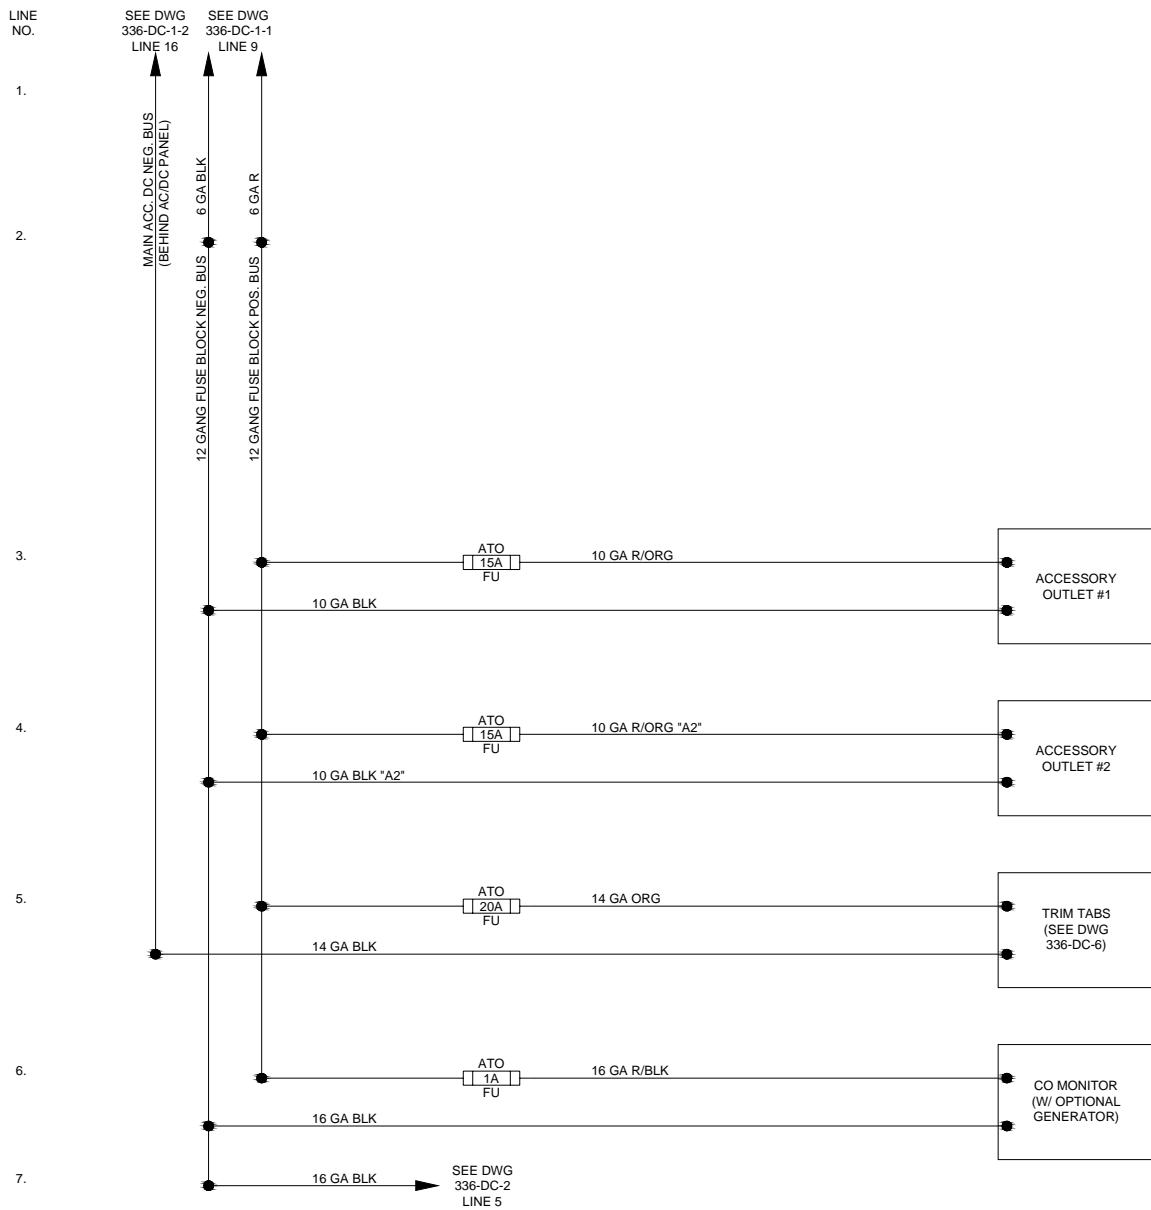 LINE
NO.
SEE DWG
336-DC-1-2
LINE 16
SEE DWG
336-DC-1-1
LINE 9
1.
MAIN ACC. DC NEG. BUS
(BEHIND AC/DC PANEL)
6 GA BLK
6 GA R
2.
12 GANG FUSE BLOCK NEG. BUS
12 GANG FUSE BLOCK POS. BUS
3.
ATO
15A
FU
10 GA R/ORG
10 GA BLK
ACCESSORY
OUTLET #1
4.
ATO
15A
FU
10 GA R/ORG "A2"
10 GA BLK "A2"
ACCESSORY
OUTLET #2
5.
ATO
20A
FU
14 GA ORG
14 GA BLK
TRIM TABS
(SEE DWG
336-DC-6)
6.
ATO
1A
FU
16 GA R/BLK
16 GA BLK
CO MONITOR
(W/ OPTIONAL
GENERATOR)
7.
16 GA BLK
SEE DWG
336-DC-2
LINE 5